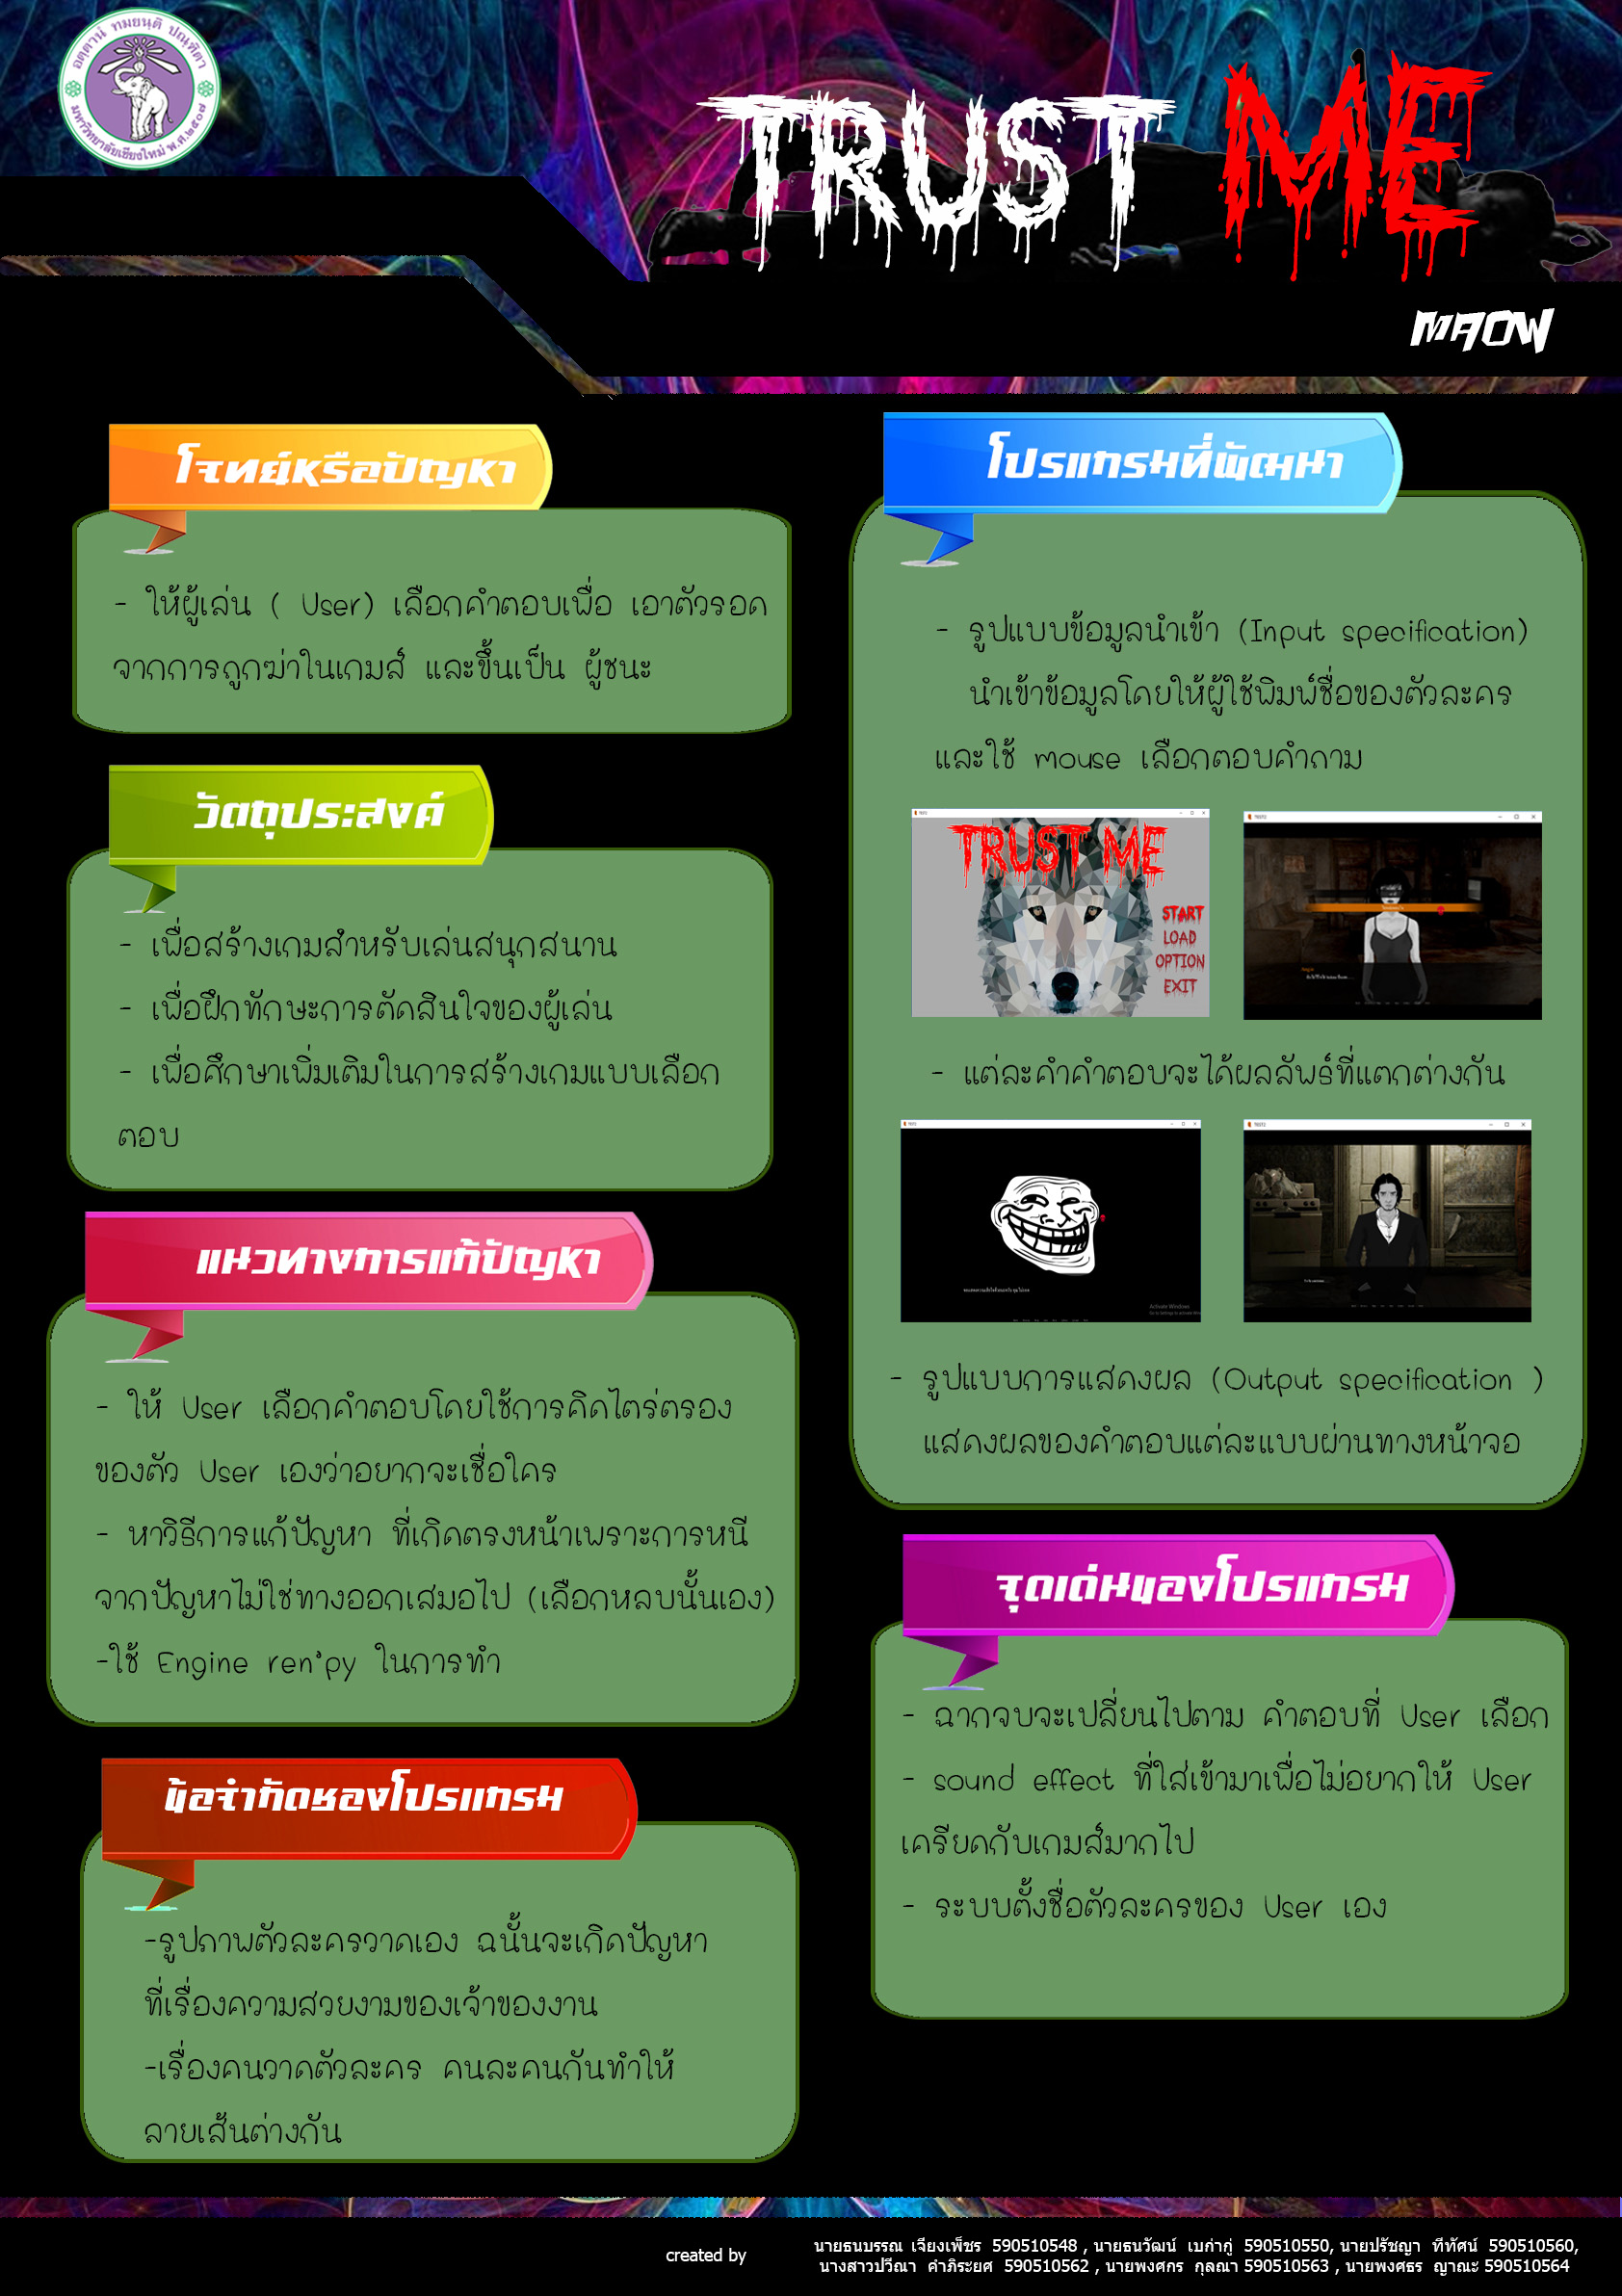 อตฺตานํ ทมยนฺติ ปณฺฑิตา
มหาวิทยาลัยเชียงใหม่ พ.ศ.๒๕๐๗
TRUST ME
MAOW
โจทย์หรือปัญหา
- ให้ผู้เล่น ( User) เลือกคำตอบเพื่อ เอาตัวรอด
จากการถูกฆ่าในเกมส์ และขึ้นเป็น ผู้ชนะ
วัตถุประสงค์
- เพื่อสร้างเกมสำหรับเล่นสนุกสนาน
- เพื่อฝึกทักษะการตัดสินใจของผู้เล่น
- เพื่อศึกษาเพิ่มเติมในการสร้างเกมแบบเลือก
ตอบ
แนวทางการแก้ปัญหา
- ให้ User เลือกคำตอบโดยใช้การคิดไตร่ตรอง
ของตัว User เองว่าอยากจะเชื่อใคร
- หาวิธีการแก้ปัญหา ที่เกิดตรงหน้าเพราะการหนี
จากปัญหาไม่ใช่ทางออกเสมอไป (เลือกหลบนั้นเอง)
-ใช้ Engine ren'py ในการทำ
ข้อจำกัดของโปรแกรม
-รูปภาพตัวละครวาดเอง ฉนั้นจะเกิดปัญหา
ที่เรื่องความสวยงามของเจ้าของงาน
-เรื่องคนวาดตัวละคร คนละคนกันทำให้
ลายเส้นต่างกัน
โปรแกรมที่พัฒนา
- รูปแบบข้อมูลนำเข้า (Input specification)
นำเข้าข้อมูลโดยให้ผู้ใช้พิมพ์ชื่อของตัวละคร
และใช้ mouse เลือกตอบคำถาม
TRUST ME
START
LOAD
OPTION
EXIT
- แต่ละคำคำตอบจะได้ผลลัพธ์ที่แตกต่างกัน
Activate Windows
- รูปแบบการแสดงผล (Output specification )
แสดงผลของคำตอบแต่ละแบบผ่านทางหน้าจอ
จุดเด่นของโปรแกรม
- ฉากจบจะเปลี่ยนไปตาม คำตอบที่ User เลือก
- sound effect ที่ใส่เข้ามาเพื่อไม่อยากให้ User
เครียดกับเกมส์มากไป
- ระบบตั้งชื่อตัวละครของ User เอง
created by
นายธนบรรณ เจียงเพ็ชร 590510548 , นายธนวัฒน์ เบก่ากู่ 590510550, นายปรัชญา ทีทัศน์ 590510560,
นางสาวปวีณา คำภิระยศ 590510562 , นายพงศกร กุลณา 590510563 , นายพงศธร ญาณะ 590510564